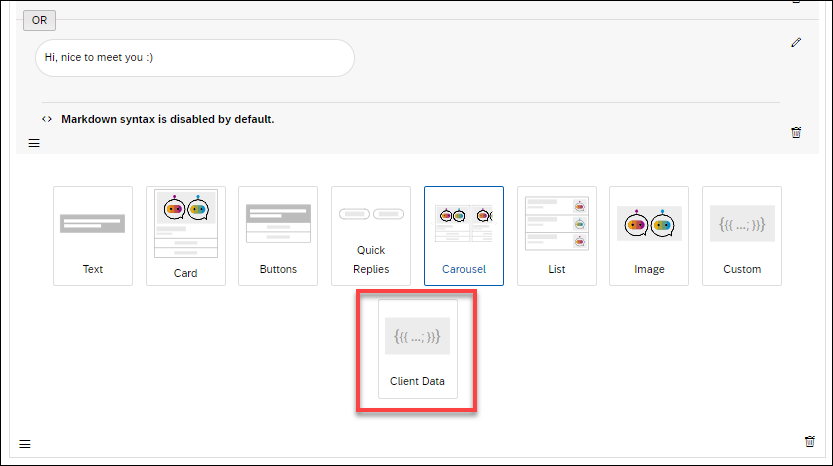 OR
Hi, nice to meet you :)
<> Markdown syntax is disabled by default.
Text
Card
Buttons
Quick
Replies
Carousel
List
Image
{{{ ...; }}}
Custom
{{{ ...; }}}
Client Data